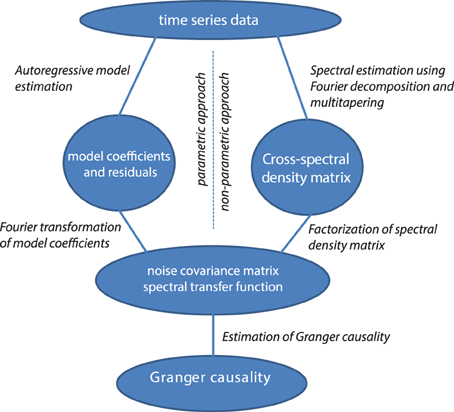 time series data
Autoregressive model
estimation
parametric approach
non-parametric approach
Spectral estimation using
Fourier decomposition and
multitapering
model coefficients
and residuals
Cross-spectral
density matrix
Fourier transformation
of model coefficients
Factorization of spectral
density matrix
noise covariance matrix
spectral transfer function
Estimation of Granger causality
Granger causality